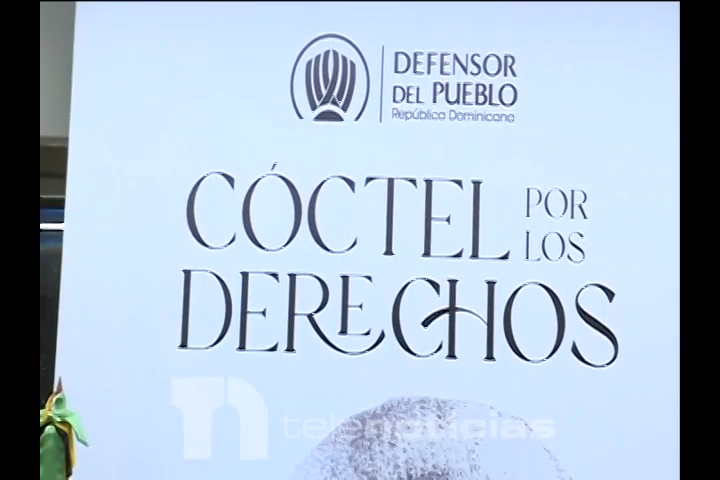 DEFENSOR
DEL PUEBLO
República Dominicana
CÓCTEL POR LOS
DERECHOS
n telenoticias